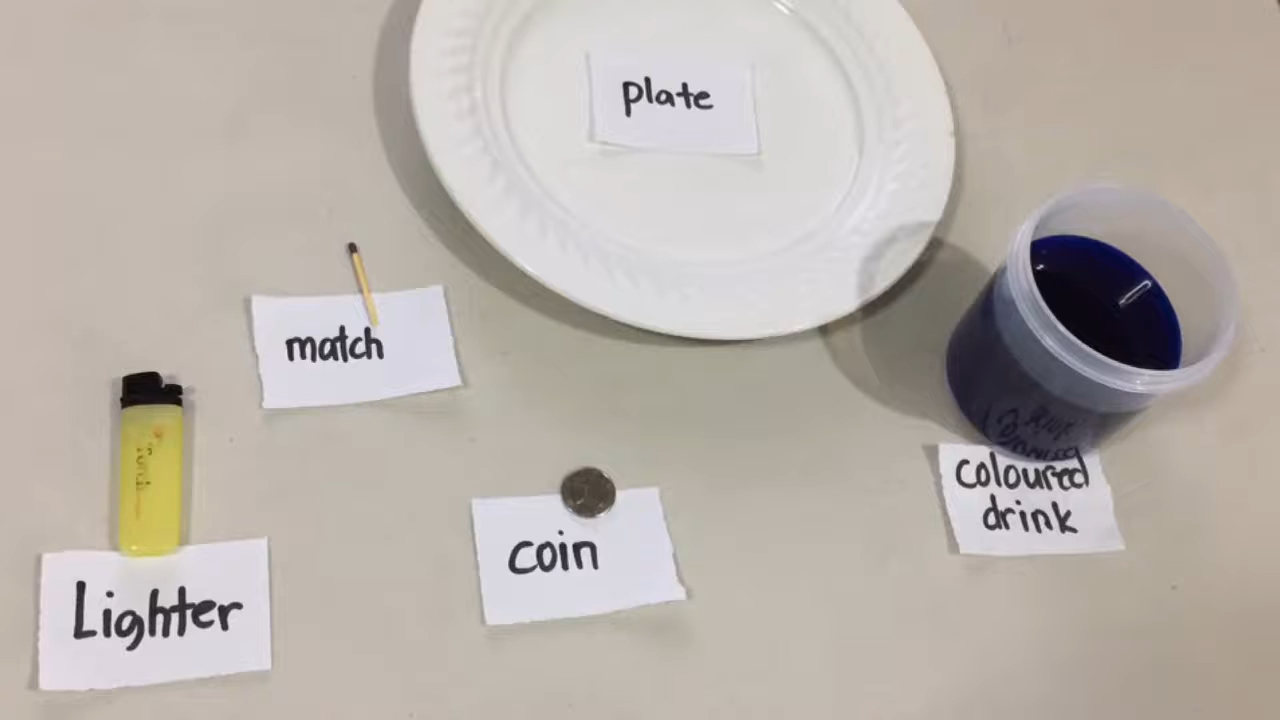 plate
match
coloured
drink
coin
Lighter